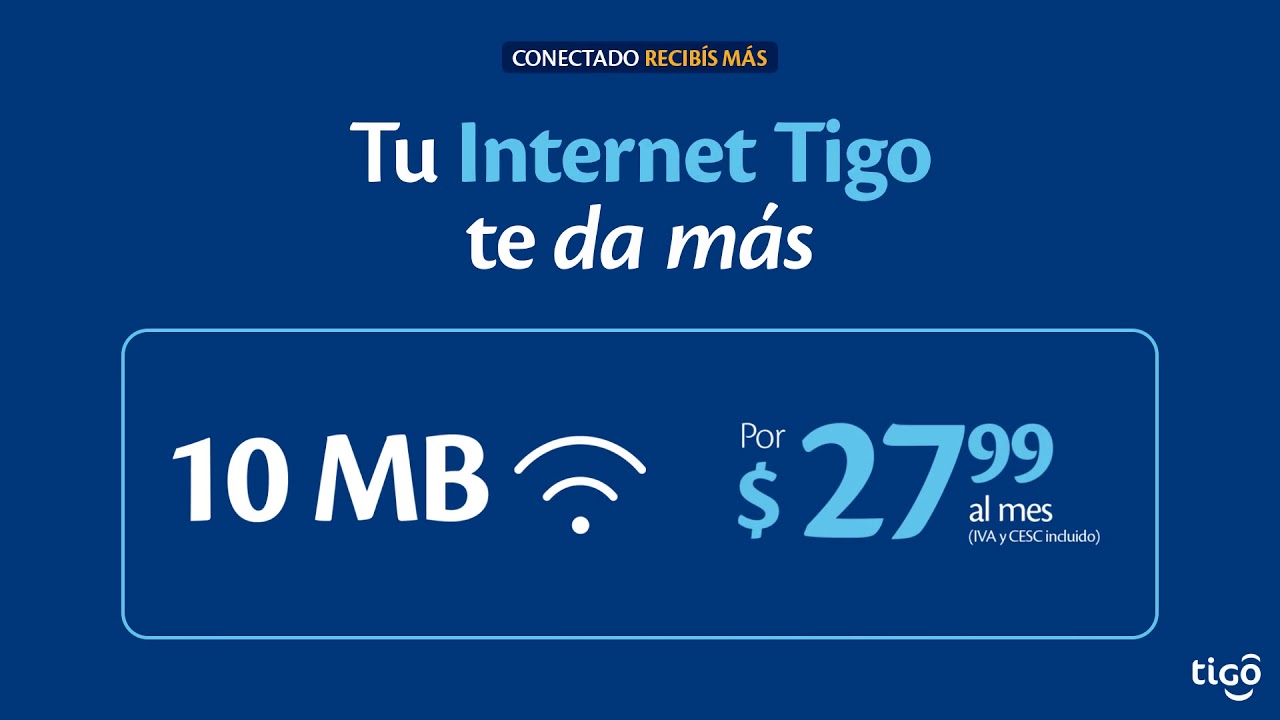 CONECTADO RECIBÍS MÁS
Tu Internet Tigo
te da más
10 MB
Por
$ 27.99
al mes
(IVA y CESC incluido)
tigo